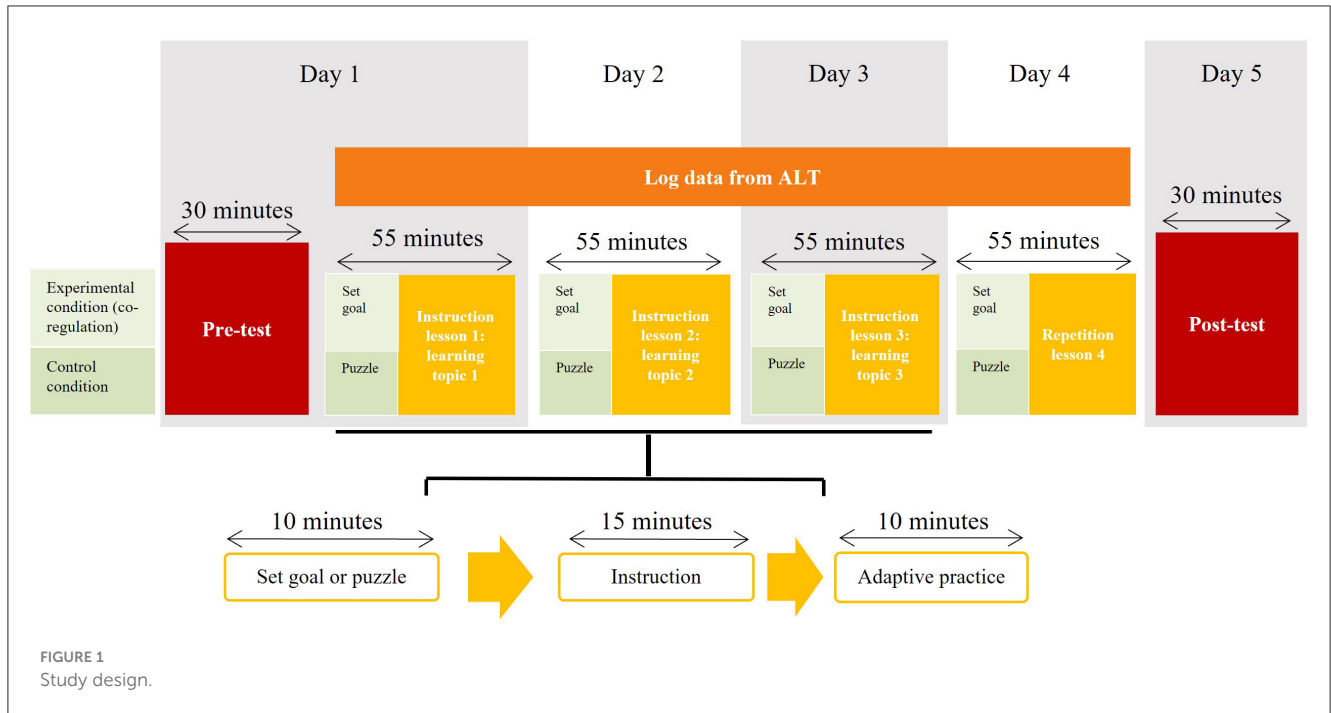 Day 1
Day 2
Day 3
Day 4
Day 5
Log data from ALT
30 minutes
55 minutes
55 minutes
55 minutes
55 minutes
30 minutes
Experimental
condition (co-
regulation)
Control
condition
Pre-test
Set
goal
Puzzle
Instruction
lesson 1:
learning
topic 1
Set
goal
Puzzle
Instruction
lesson 2:
learning
topic 2
Set
goal
Puzzle
Instruction
lesson 3:
learning
topic 3
Set
goal
Puzzle
Repetition
lesson 4
Post-test
10 minutes
15 minutes
10 minutes
Set goal or puzzle
Instruction
Adaptive practice
FIGURE 1
Study design.